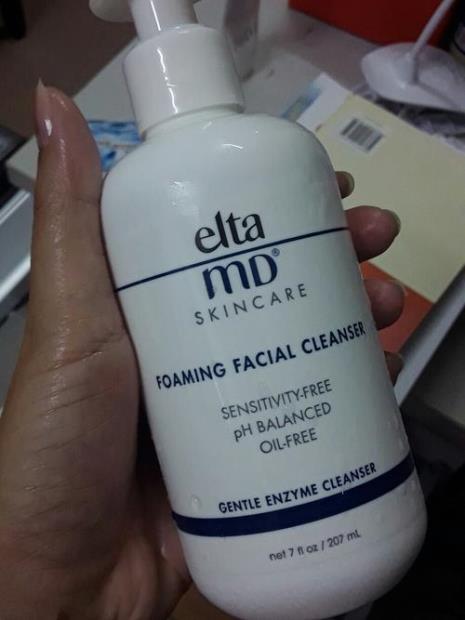 elta
MD®
SKINCARE
FOAMING FACIAL CLEANSER
SENSITIVITY-FREE
pH BALANCED
OIL-FREE
GENTLE ENZYME CLEANSER
net 7 fl oz / 207 mL